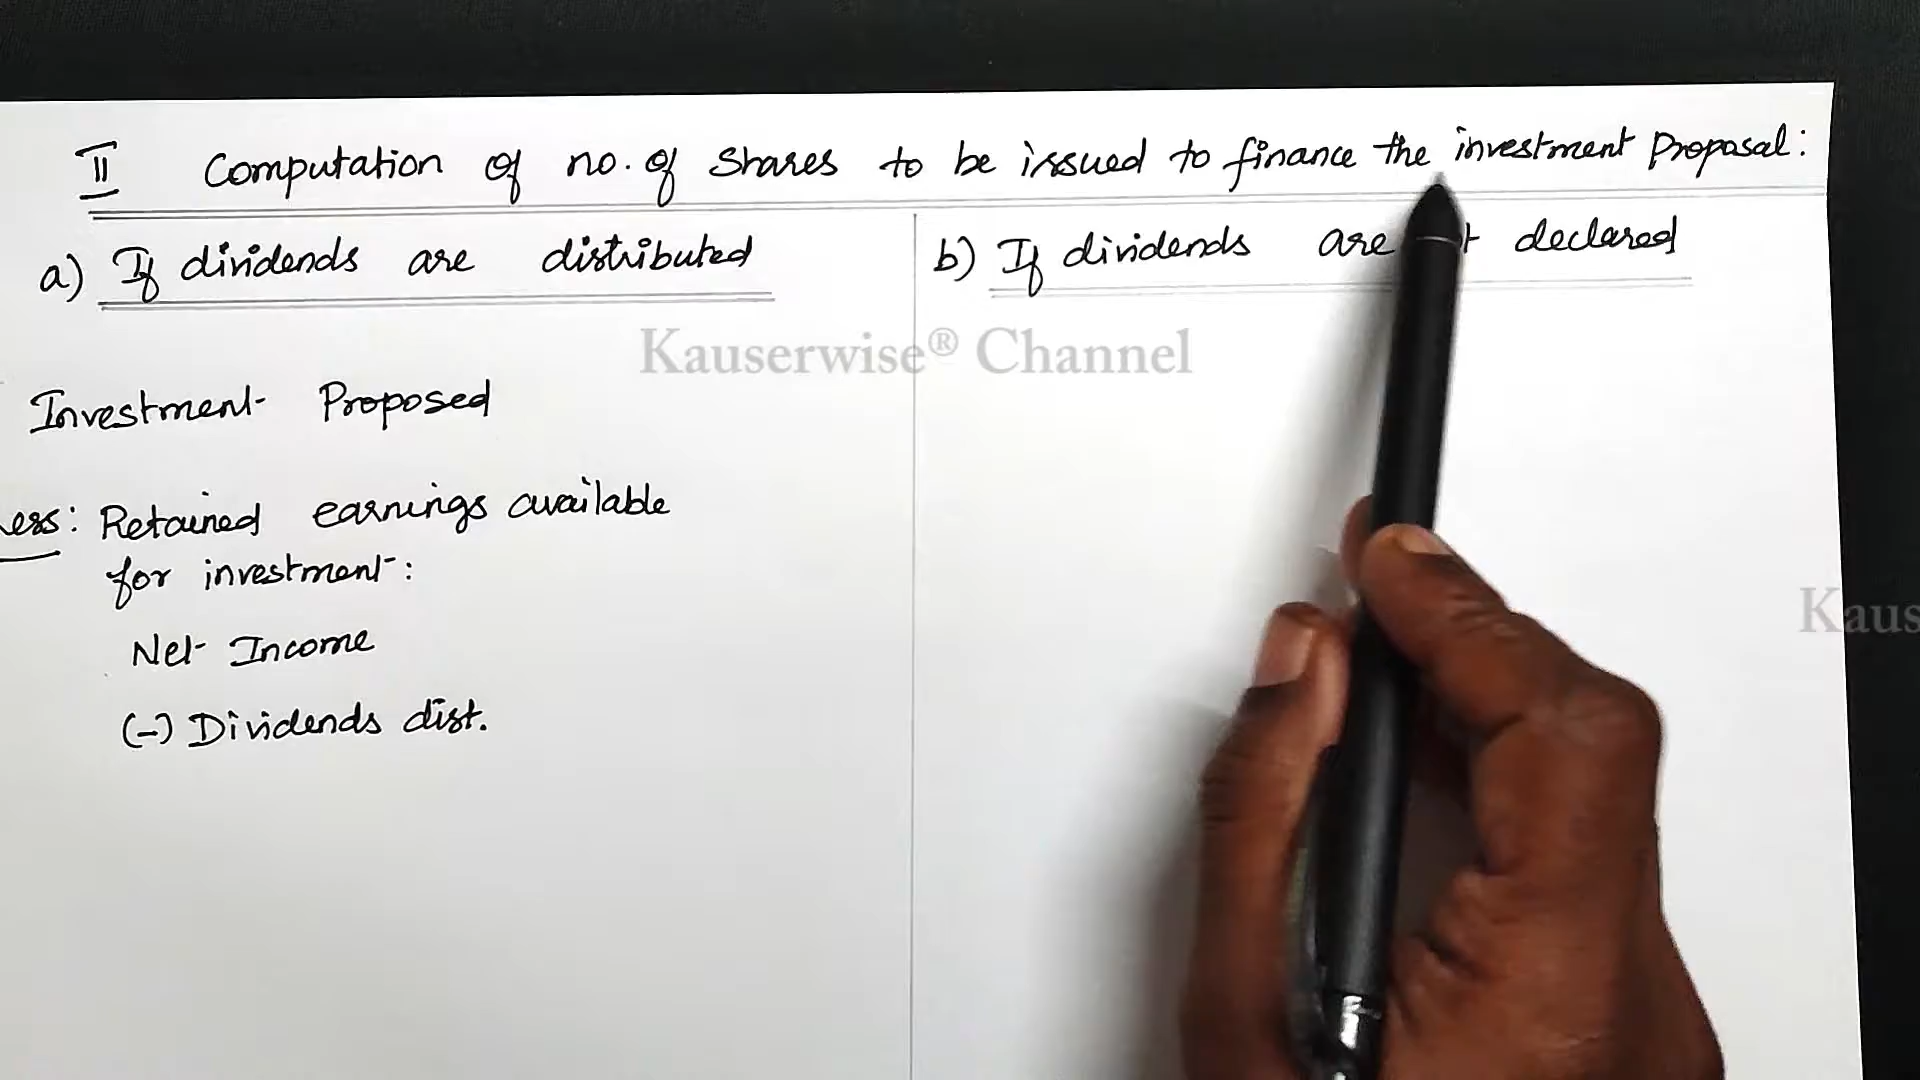 II Computation of no. of Shares to be issued to finance the investment Proposal:
a) If dividends are distributed
b) If dividends are declared
Kauserwise® Channel
Investment Proposed
Retained earnings available
for investment:
Net Income
(-) Dividends dist.